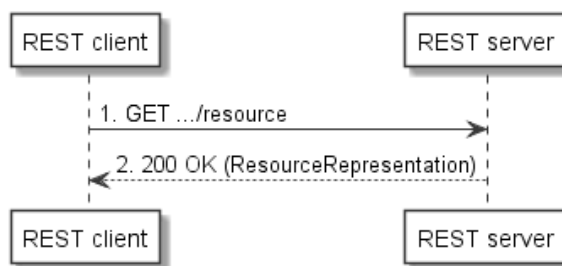 REST client
REST server
1. GET .../resource
2. 200 OK (ResourceRepresentation)
REST client
REST server